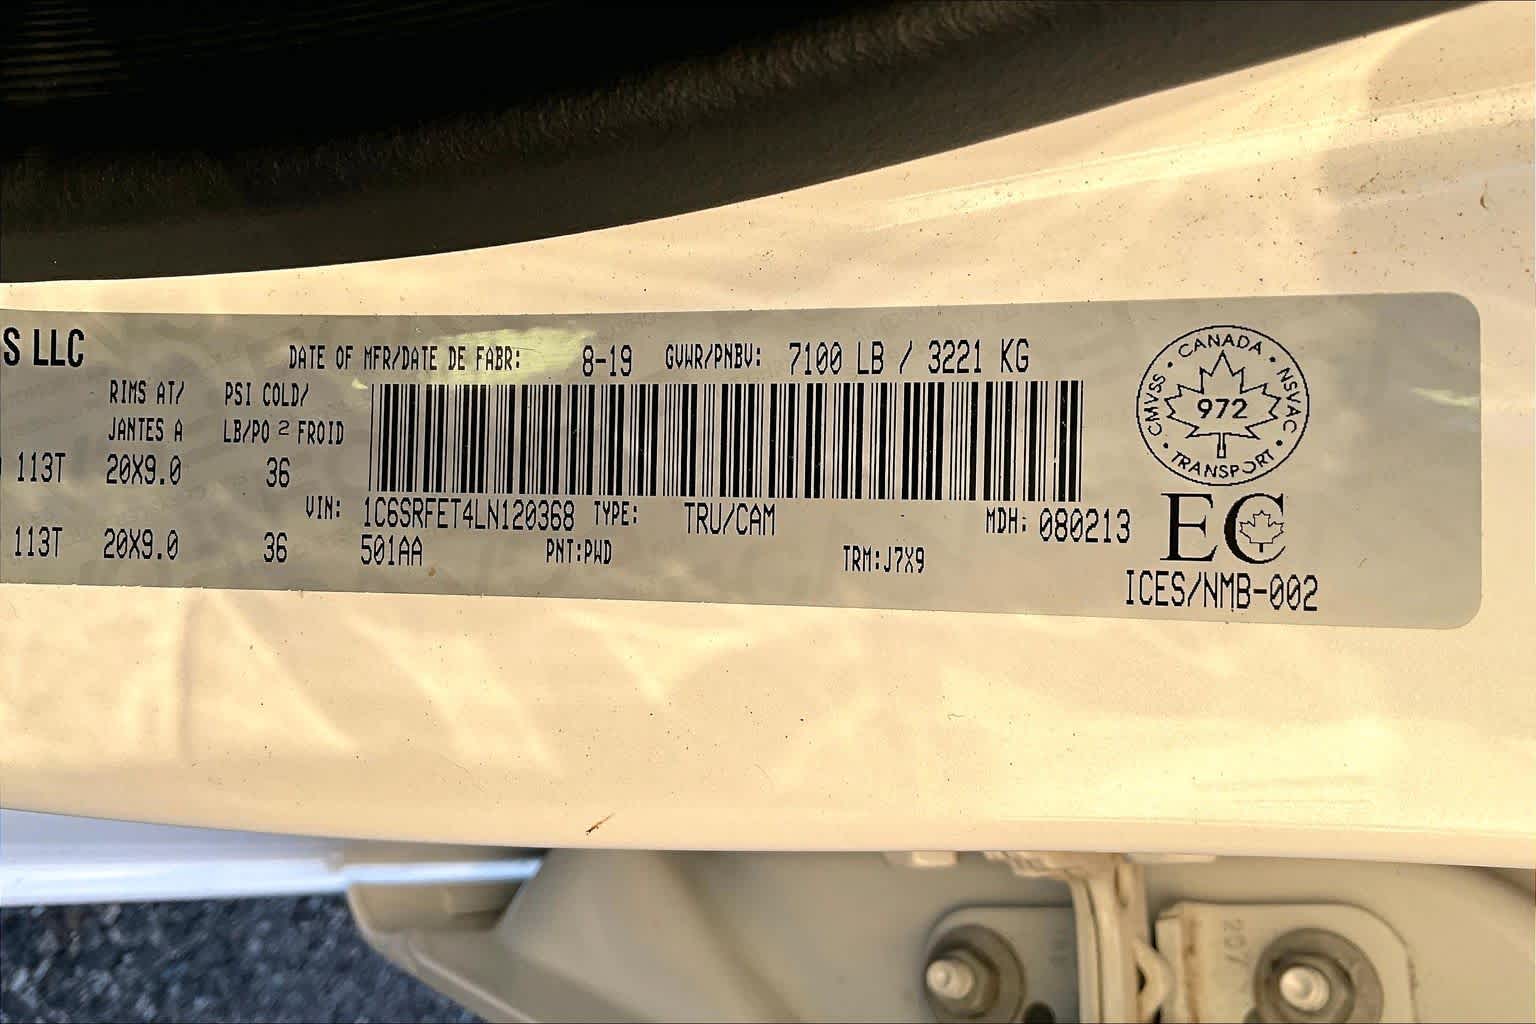 S LLC
DATE OF MFR/DATE DE FABR: 8-19 GVWR/PNBV: 7100 LB / 3221 KG
RIMS AT/ PSI COLD/
JANTES A LB/PO 2 FROID
113T 20X9.0 36
VIN: 1C6SRFET4LN120368 TYPE: TRU/CAM MDH: 080213
113T 20X9.0 36 501AA PNT:PWD TRM:J7X9
CANADA
CMVSS 972 NSVAC
TRANSPORT
EC
ICES/NMB-002
207